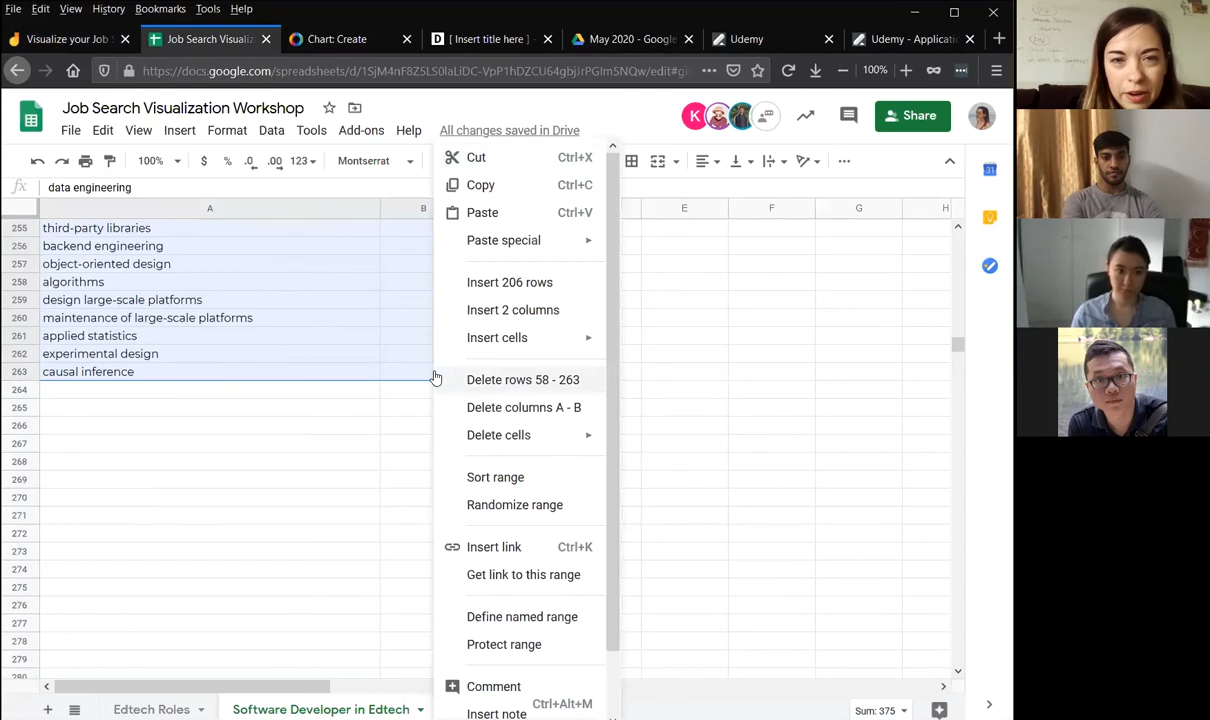 File Edit View History Bookmarks Tools Help
Visualize your Job Job Search Visualiz Chart: Create [ Insert title here ] - May 2020 - Google Udemy Udemy - Applicatio
https://docs.google.com/spreadsheets/d/1SjM4nF8Z5LS0laLiDC-VpP1hDZCU64gbj/rPGlm5NQw/edit#gi 100%
Job Search Visualization Workshop
K
Share
File Edit View Insert Format Data Tools Add-ons Help All changes saved in Drive
100% $ % .0 .00 123 Montserrat
fx data engineering
A B E F G H
255 third-party libraries
256 backend engineering
257 object-oriented design
258 algorithms
259 design large-scale platforms
260 maintenance of large-scale platforms
261 applied statistics
262 experimental design
263 causal inference
264
265
266
267
268
269
270
271
272
273
274
275
276
277
278
279
280
Cut Ctrl+X
Copy Ctrl+C
Paste Ctrl+V
Paste special
Insert 206 rows
Insert 2 columns
Insert cells
Delete rows 58 - 263
Delete columns A - B
Delete cells
Sort range
Randomize range
Insert link Ctrl+K
Get link to this range
Define named range
Protect range
Comment
Ctrl+Alt+M
Insert note
31
Edtech Roles Software Developer in Edtech Sum: 375